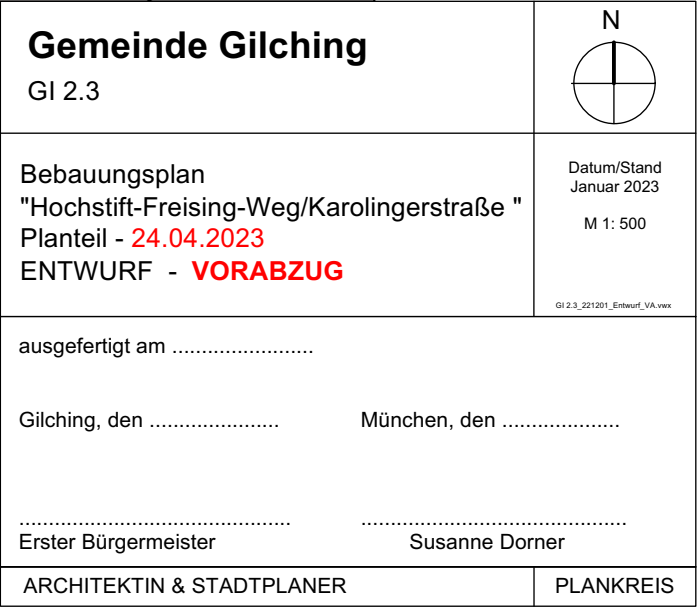 Gemeinde Gilching
GI 2.3
N
Bebauungsplan
"Hochstift-Freising-Weg/Karolingerstraße "
Planteil - 24.04.2023
ENTWURF - VORABZUG
Datum/Stand
Januar 2023
M 1: 500
GI 2.3_221201_Entwurf_VA.vwx
ausgefertigt am ........................
Gilching, den ...................... München, den ....................
.............................................. .............................................
Erster Bürgermeister Susanne Dorner
ARCHITEKTIN & STADTPLANER PLANKREIS